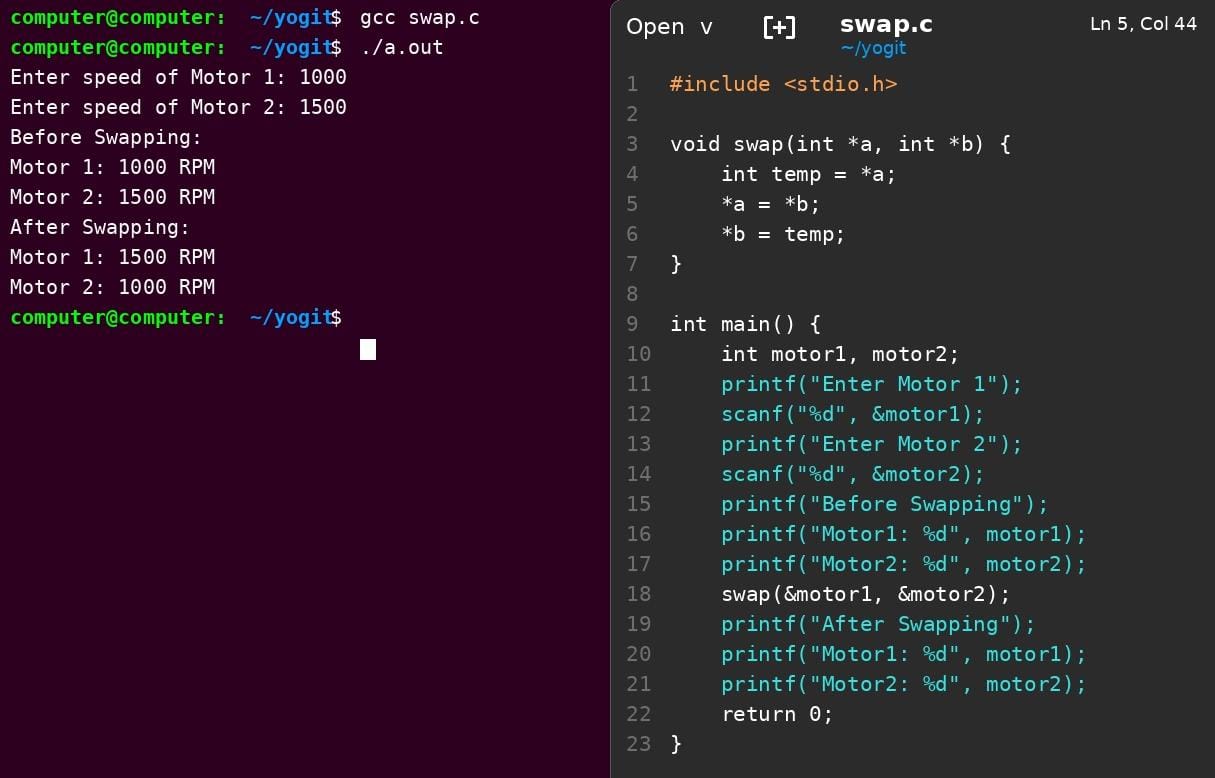 computer@computer: ~/yogit$ gcc swap.c
computer@computer: ~/yogit$ ./a.out
Enter speed of Motor 1: 1000
Enter speed of Motor 2: 1500
Before Swapping:
Motor 1: 1000 RPM
Motor 2: 1500 RPM
After Swapping:
Motor 1: 1500 RPM
Motor 2: 1000 RPM
computer@computer: ~/yogit$
Open v [+] swap.c Ln 5, Col 44
~/yogit
1 #include <stdio.h>
2
3 void swap(int *a, int *b) {
4     int temp = *a;
5     *a = *b;
6     *b = temp;
7 }
8
9 int main() {
10     int motor1, motor2;
11     printf("Enter Motor 1");
12     scanf("%d", &motor1);
13     printf("Enter Motor 2");
14     scanf("%d", &motor2);
15     printf("Before Swapping");
16     printf("Motor1: %d", motor1);
17     printf("Motor2: %d", motor2);
18     swap(&motor1, &motor2);
19     printf("After Swapping");
20     printf("Motor1: %d", motor1);
21     printf("Motor2: %d", motor2);
22     return 0;
23 }